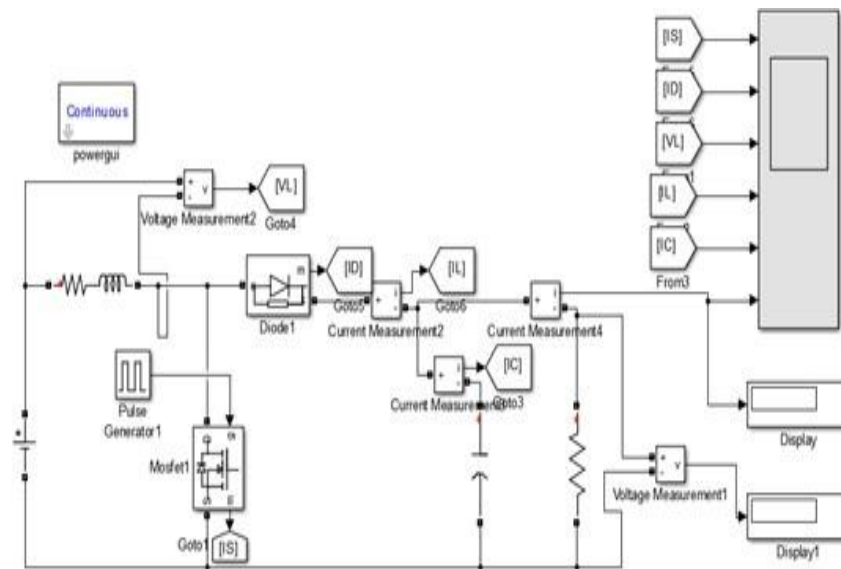 [IS]
[ID]
[VL]
[IL]
[IC]
From3
Continuous
powergui
+
-
v
[VL]
Voltage Measurement2
Goto4
m
[ID]
[IL]
Diode1
Goto5
Goto6
+
i
-
Current Measurement2
+
i
-
Current Measurement4
Pulse
Generator1
+
i
-
[IC]
Current Measurement3
Goto3
Mosfet1
g
D
S
m
Goto1
[IS]
+
-
v
Voltage Measurement1
Display
Display1